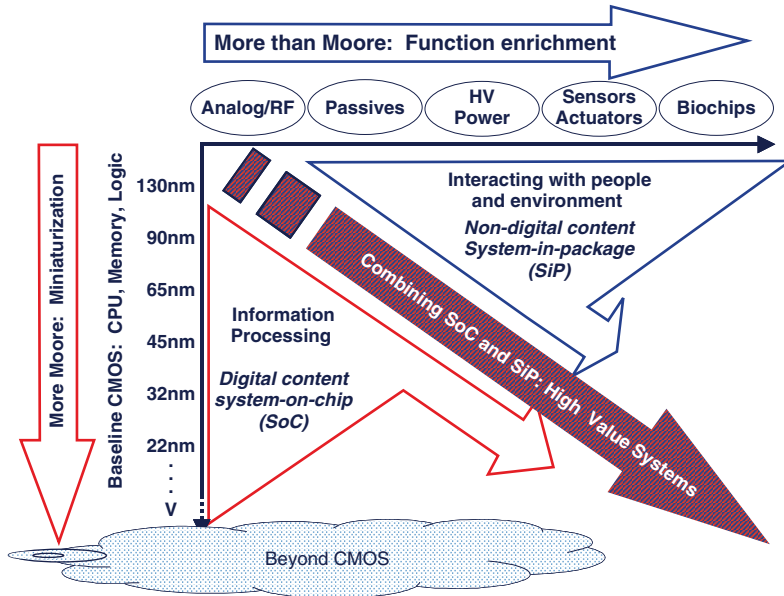 More than Moore:  Function enrichment
Analog/RF
Passives
HV
Power
Sensors
Actuators
Biochips
More Moore:  Miniaturization
Baseline CMOS:  CPU, Memory, Logic
130nm
90nm
65nm
45nm
32nm
22nm
.
.
.
.
V
Interacting with people
and environment
Non-digital content
System-in-package
(SiP)
Combining SoC and SiP: High Value Systems
Information
Processing
Digital content
system-on-chip
(SoC)
Beyond CMOS